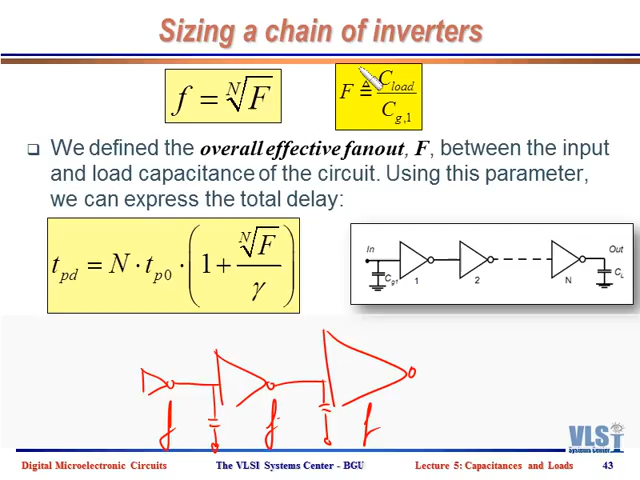 Sizing a chain of inverters
f = ᴺ√F
F ≜ C_load / C_g,1
❑ We defined the overall effective fanout, F, between the input
and load capacitance of the circuit. Using this parameter,
we can express the total delay:
t_pd = N · t_p0 · (1 + ᴺ√F / γ)
In
Out
C_g1
1
2
N
C_L
f
f
f
VLSI
Systems Center
Digital Microelectronic Circuits
The VLSI Systems Center - BGU
Lecture 5: Capacitances and Loads
43